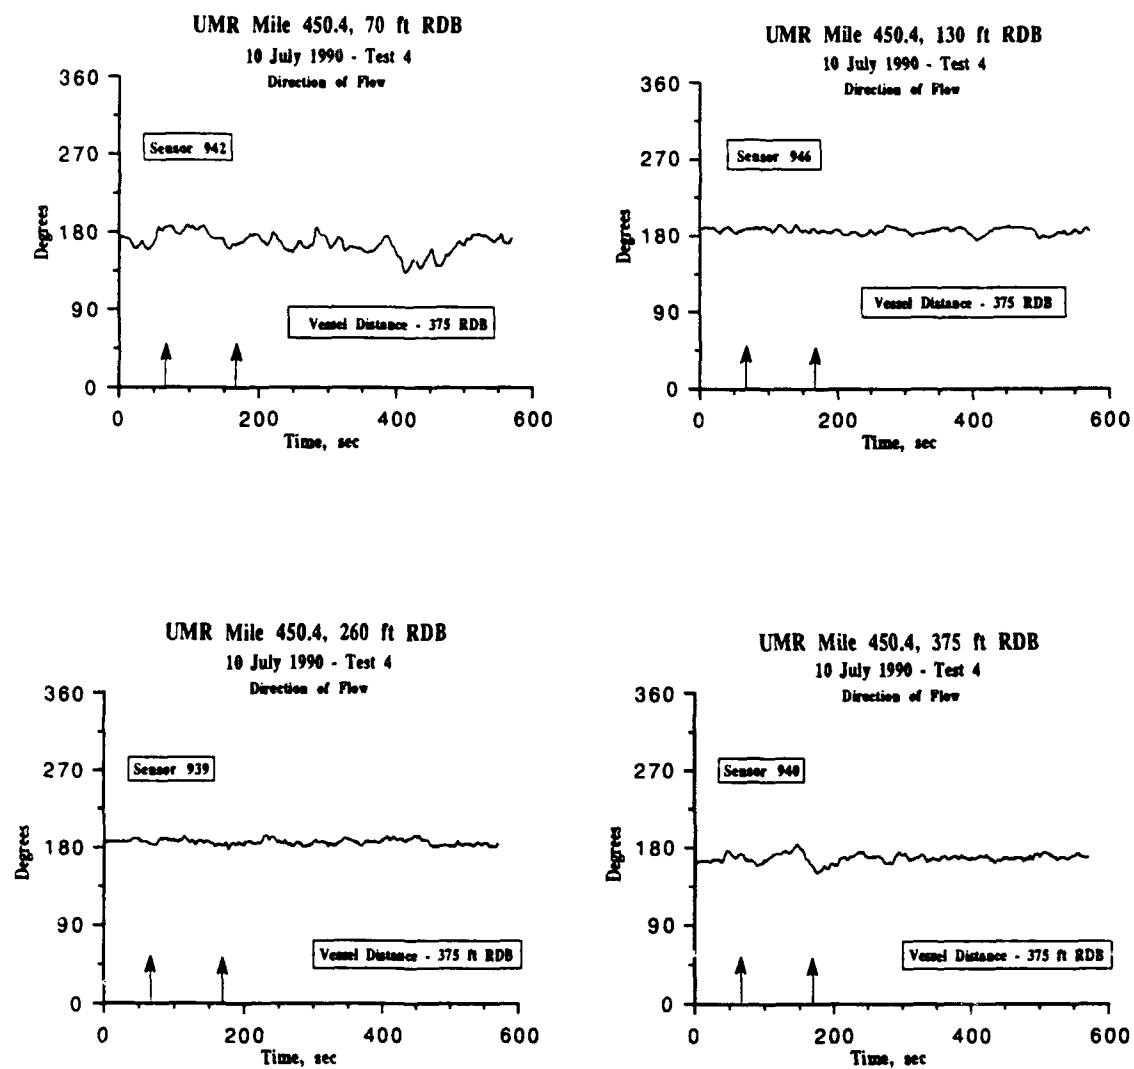 UMR Mile 450.4, 70 ft RDB
10 July 1990 - Test 4
Direction of Flow
360
270
180
90
0
Degrees
Sensor 942
Vessel Distance - 375 RDB
0 200 400 600
Time, sec
UMR Mile 450.4, 130 ft RDB
10 July 1990 - Test 4
Direction of Flow
360
270
180
90
0
Degrees
Sensor 946
Vessel Distance - 375 RDB
0 200 400 600
Time, sec
UMR Mile 450.4, 260 ft RDB
10 July 1990 - Test 4
Direction of Flow
360
270
180
90
0
Degrees
Sensor 939
Vessel Distance - 375 ft RDB
0 200 400 600
Time, sec
UMR Mile 450.4, 375 ft RDB
10 July 1990 - Test 4
Direction of Flow
360
270
180
90
0
Degrees
Sensor 940
Vessel Distance - 375 ft RDB
0 200 400 600
Time, sec